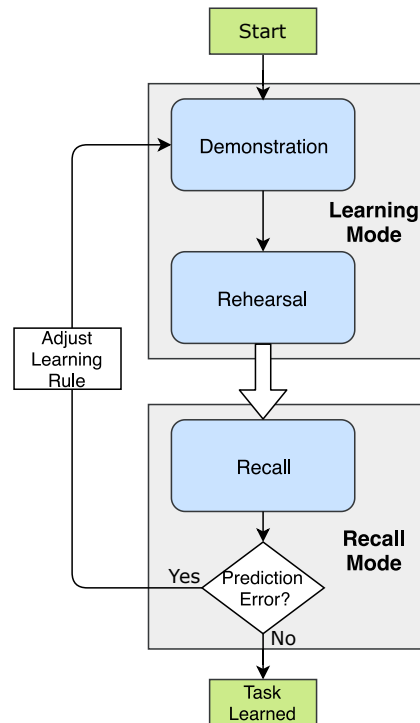 Start
Demonstration
Learning
Mode
Rehearsal
Adjust
Learning
Rule
Recall
Recall
Mode
Yes
Prediction
Error?
No
Task
Learned